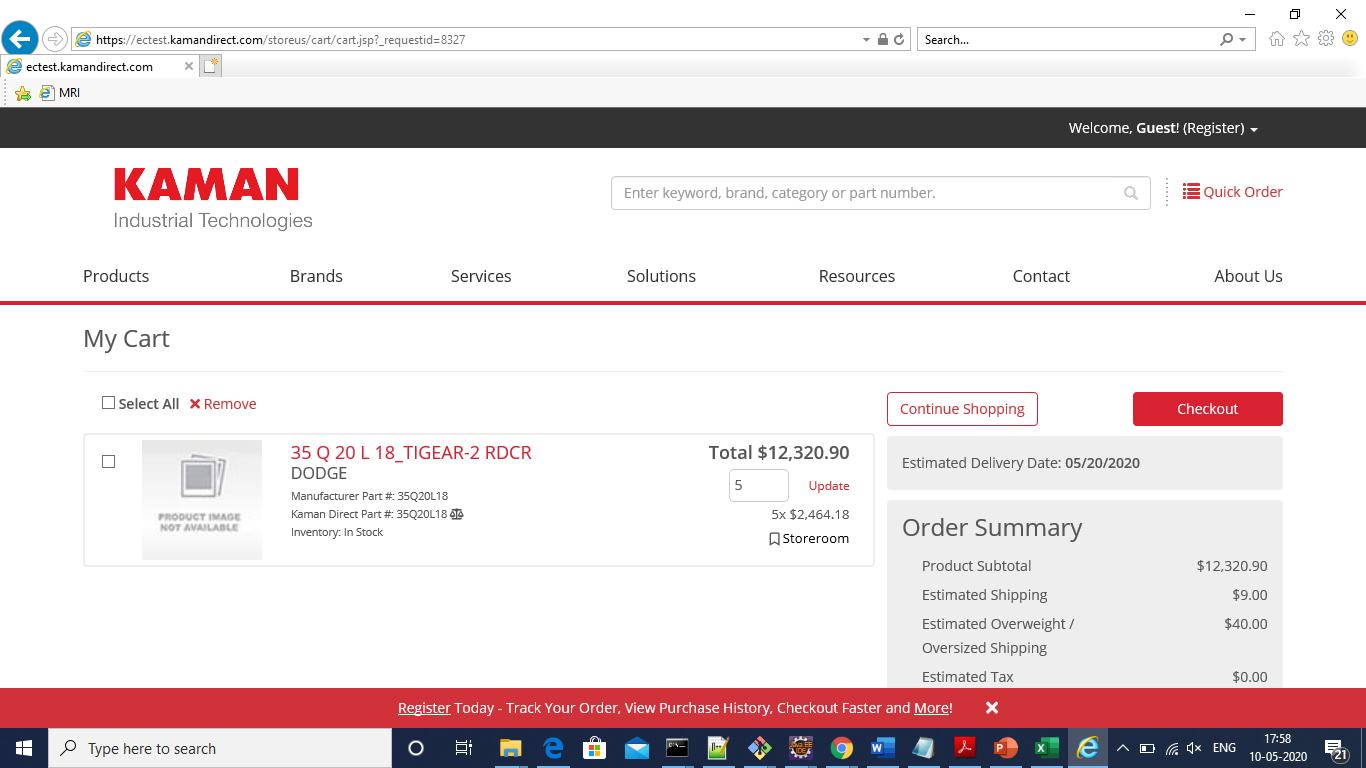 https://ectest.kamandirect.com/storeus/cart/cart.jsp?_requestid=8327
Search...
ectest.kamandirect.com
MRI
Welcome, Guest! (Register)
KAMAN
Industrial Technologies
Enter keyword, brand, category or part number.
Quick Order
Products Brands Services Solutions Resources Contact About Us
My Cart
Select All Remove
Continue Shopping
Checkout
PRODUCT IMAGE
NOT AVAILABLE
35 Q 20 L 18_TIGEAR-2 RDCR
DODGE
Manufacturer Part #: 35Q20L18
Kaman Direct Part #: 35Q20L18
Inventory: In Stock
Total $12,320.90
5
Update
5x $2,464.18
Storeroom
Estimated Delivery Date: 05/20/2020
Order Summary
Product Subtotal $12,320.90
Estimated Shipping $9.00
Estimated Overweight / $40.00
Oversized Shipping
Estimated Tax $0.00
Register Today - Track Your Order, View Purchase History, Checkout Faster and More!
Type here to search
ENG
17:58
10-05-2020
21